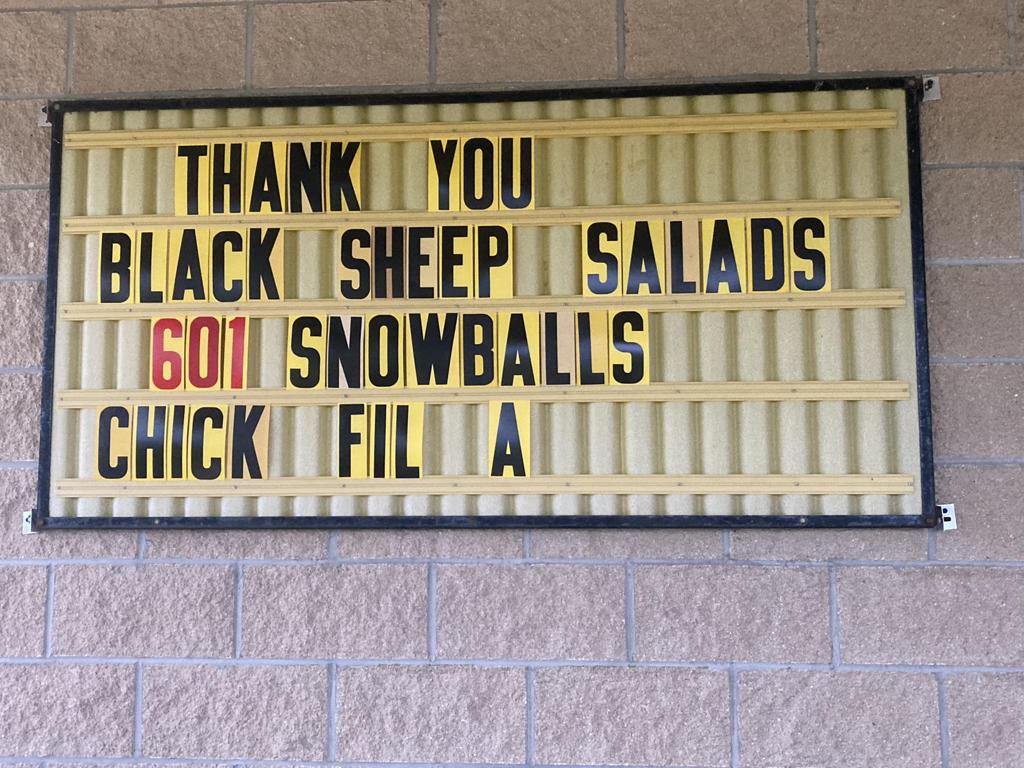 THANK YOU
BLACK SHEEP SALADS
601 SNOWBALLS
CHICK FIL A